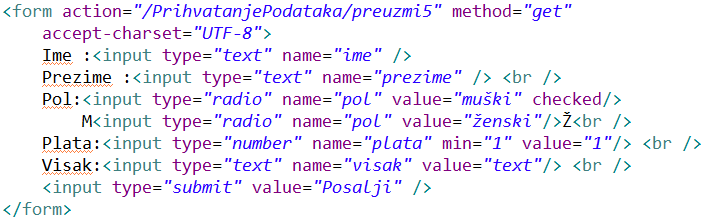 <form action="/PrihvatanjePodataka/preuzmi5" method="get"
accept-charset="UTF-8">
Ime :<input type="text" name="ime" />
Prezime :<input type="text" name="prezime" /> <br />
Pol:<input type="radio" name="pol" value="muški" checked/>
M<input type="radio" name="pol" value="ženski"/>Ž<br />
Plata:<input type="number" name="plata" min="1" value="1"/> <br />
Visak:<input type="text" name="visak" value="text"/> <br />
<input type="submit" value="Posalji" />
</form>